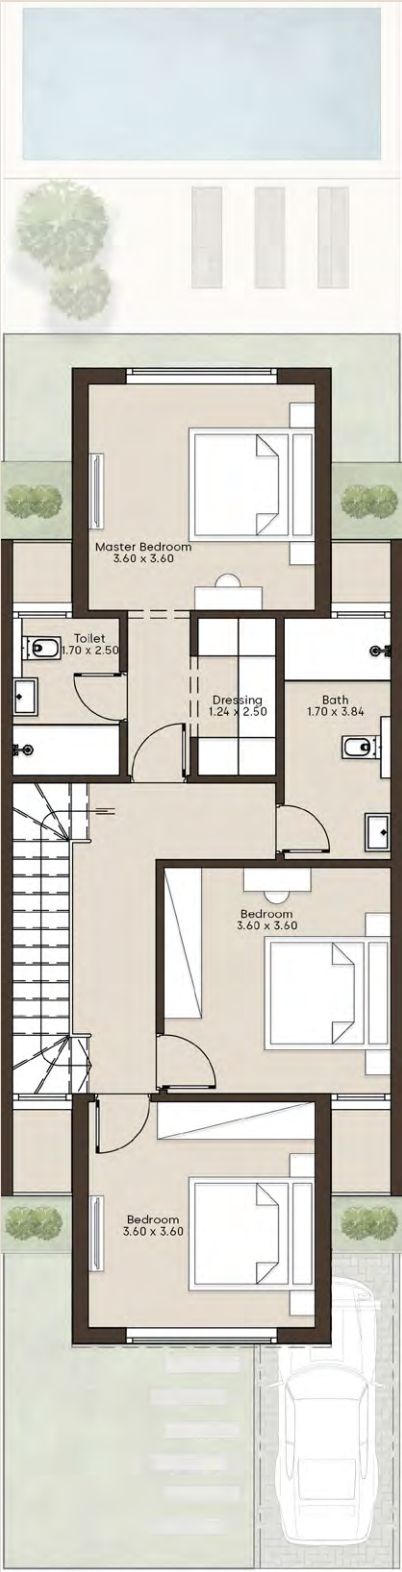 Master Bedroom
3.60 x 3.60
Toilet
1.70 x 2.50
Dressing
1.24 x 2.50
Bath
1.70 x 3.84
Bedroom
3.60 x 3.60
Bedroom
3.60 x 3.60